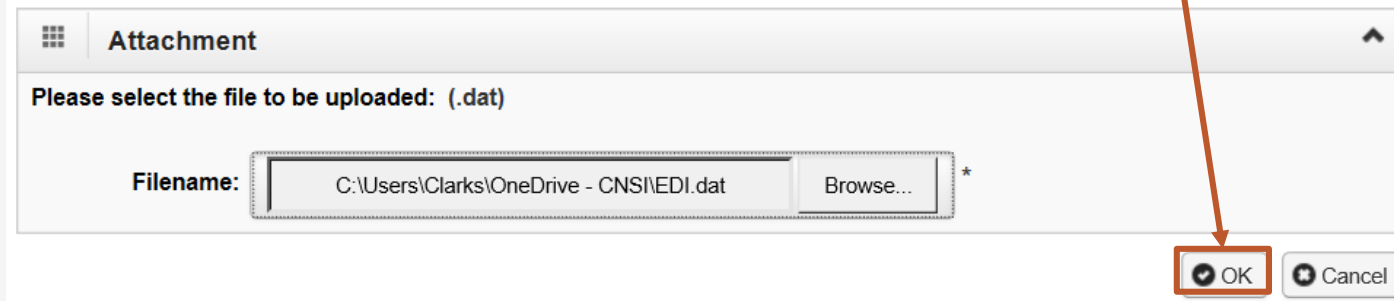 Attachment
Please select the file to be uploaded: (.dat)
Filename: C:\Users\Clarks\OneDrive - CNSI\EDI.dat Browse... *
OK Cancel